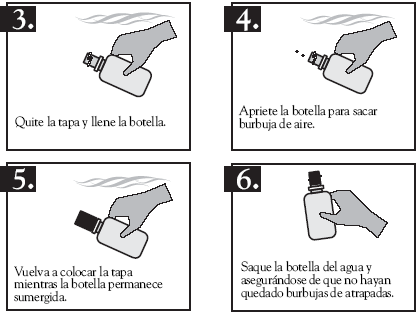 3.
Quite la tapa y llene la botella.
4.
Apriete la botella para sacar
burbuja de aire.
5.
Vuelva a colocar la tapa
mientras la botella permanece
sumergida.
6.
Saque la botella del agua y
asegurándose de que no hayan
quedado burbujas de atrapadas.